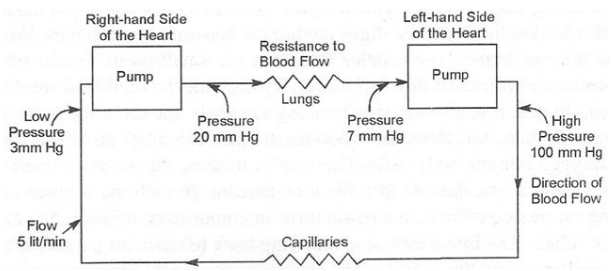 Right-hand Side
of the Heart
Left-hand Side
of the Heart
Resistance to
Blood Flow
Pump
Pump
Lungs
Low
Pressure
3mm Hg
Pressure
20 mm Hg
Pressure
7 mm Hg
High
Pressure
100 mm Hg
Direction of
Blood Flow
Flow
5 lit/min
Capillaries